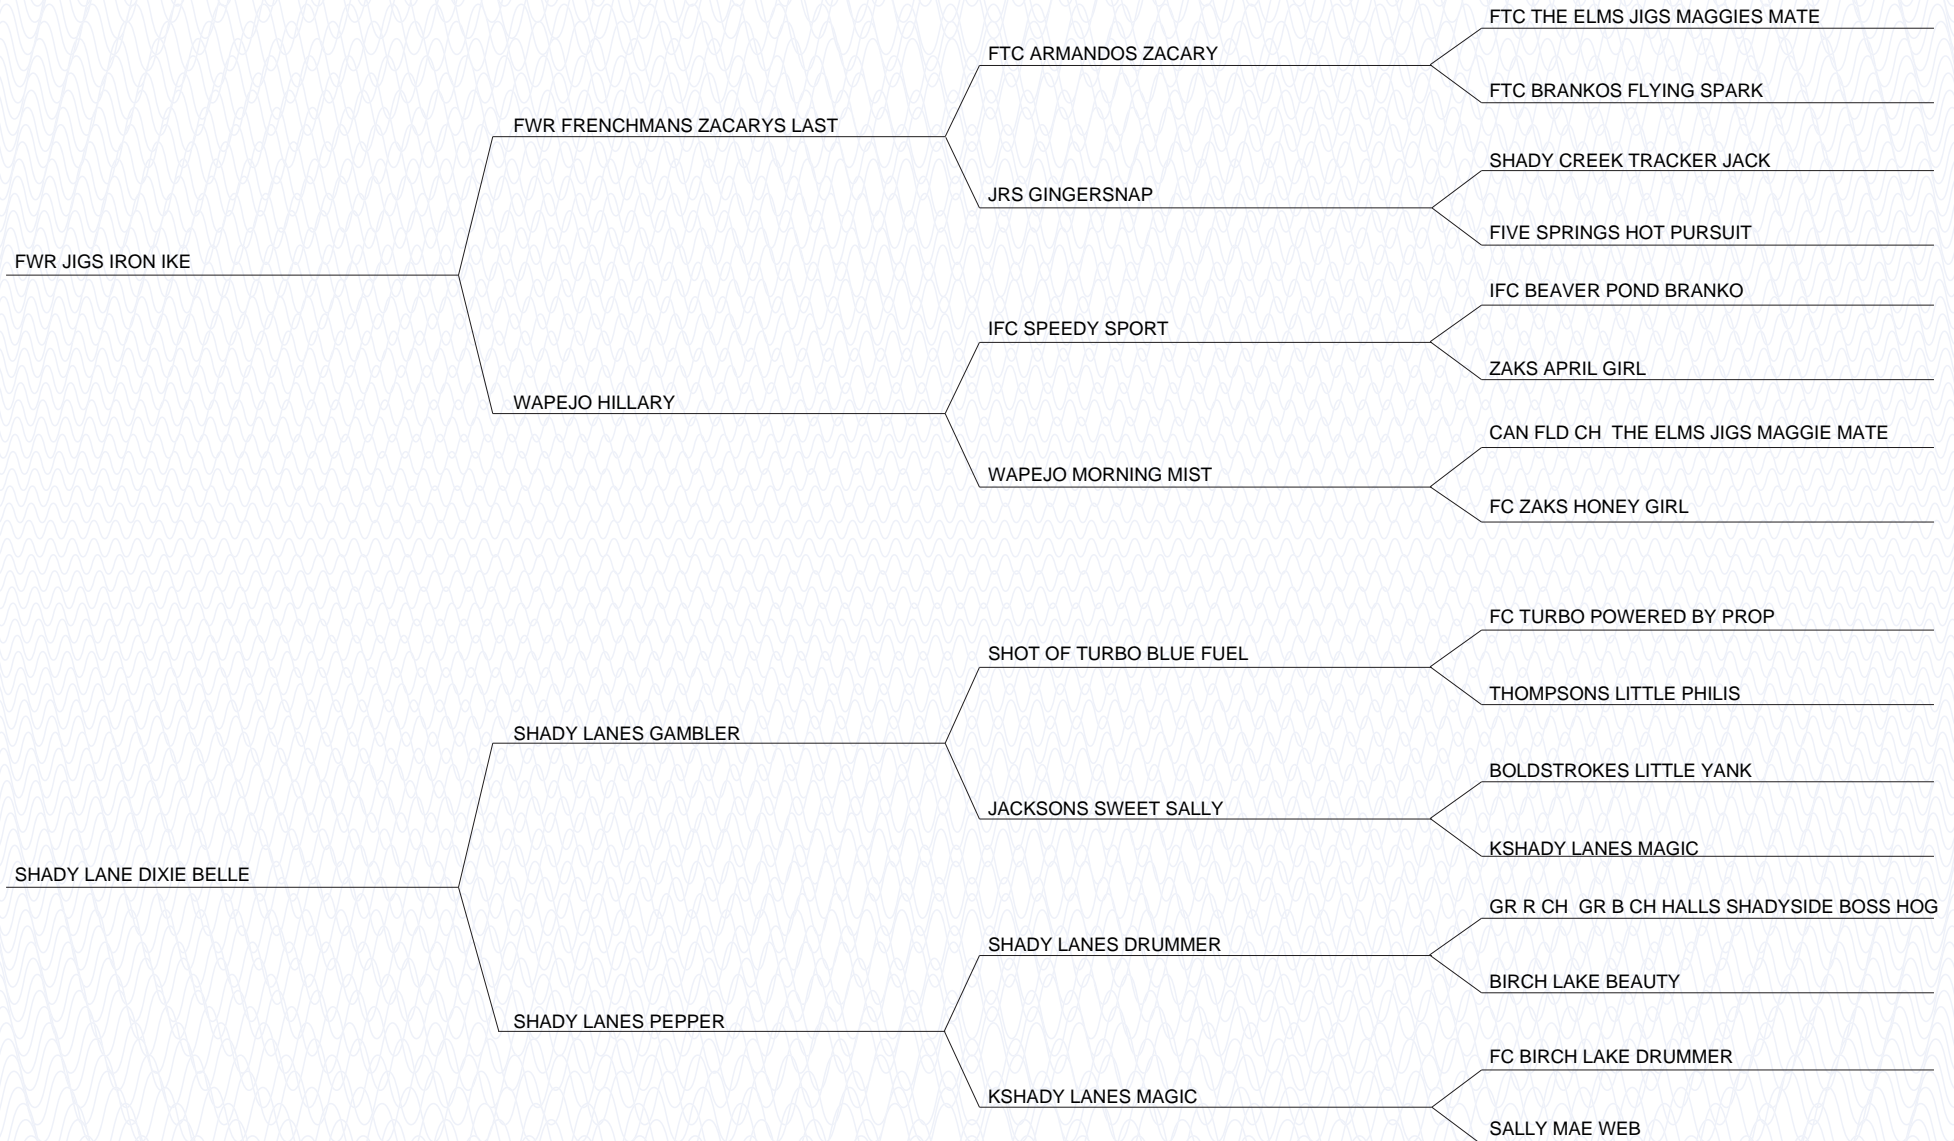 FTC THE ELMS JIGS MAGGIES MATE
FTC ARMANDOS ZACARY
FTC BRANKOS FLYING SPARK
FWR FRENCHMANS ZACARYS LAST
SHADY CREEK TRACKER JACK
JRS GINGERSNAP
FIVE SPRINGS HOT PURSUIT
FWR JIGS IRON IKE
IFC BEAVER POND BRANKO
IFC SPEEDY SPORT
ZAKS APRIL GIRL
WAPEJO HILLARY
CAN FLD CH  THE ELMS JIGS MAGGIE MATE
WAPEJO MORNING MIST
FC ZAKS HONEY GIRL
FC TURBO POWERED BY PROP
SHOT OF TURBO BLUE FUEL
THOMPSONS LITTLE PHILIS
SHADY LANES GAMBLER
BOLDSTROKES LITTLE YANK
JACKSONS SWEET SALLY
KSHADY LANES MAGIC
SHADY LANE DIXIE BELLE
GR R CH  GR B CH HALLS SHADYSIDE BOSS HOG
SHADY LANES DRUMMER
BIRCH LAKE BEAUTY
SHADY LANES PEPPER
FC BIRCH LAKE DRUMMER
KSHADY LANES MAGIC
SALLY MAE WEB